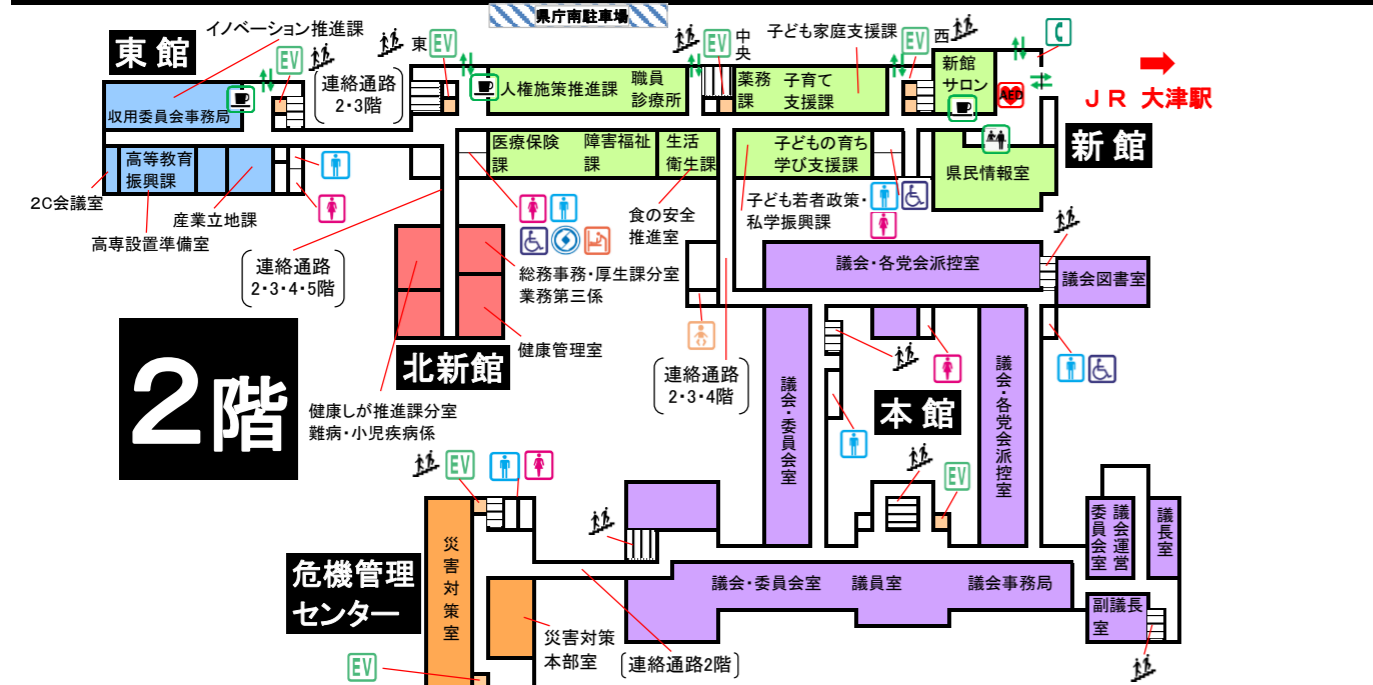 県庁南駐車場
イノベーション推進課
東館
EV
東
EV
EV
中央
子ども家庭支援課
EV
西
連絡通路
2・3階
人権施策推進課
職員
診療所
薬務
課
子育て
支援課
新館
サロン
AED
JR 大津駅
収用委員会事務局
新館
高等教育
振興課
医療保険
課
障害福祉
課
生活
衛生課
子どもの育ち
学び支援課
県民情報室
2C会議室
産業立地課
高専設置準備室
食の安全
推進室
子ども若者政策・
私学振興課
連絡通路
2・3・4・5階
総務事務・厚生課分室
業務第三係
議会・各党会派控室
議会図書室
健康管理室
北新館
2階
連絡通路
2・3・4階
議会・委員会室
本館
議会・各党会派控室
健康しが推進課分室
難病・小児疾病係
EV
EV
災害対策室
危機管理
センター
議会運営
委員会室
議長室
議会・委員会室
議員室
議会事務局
副議長
室
災害対策
本部室
連絡通路2階
EV